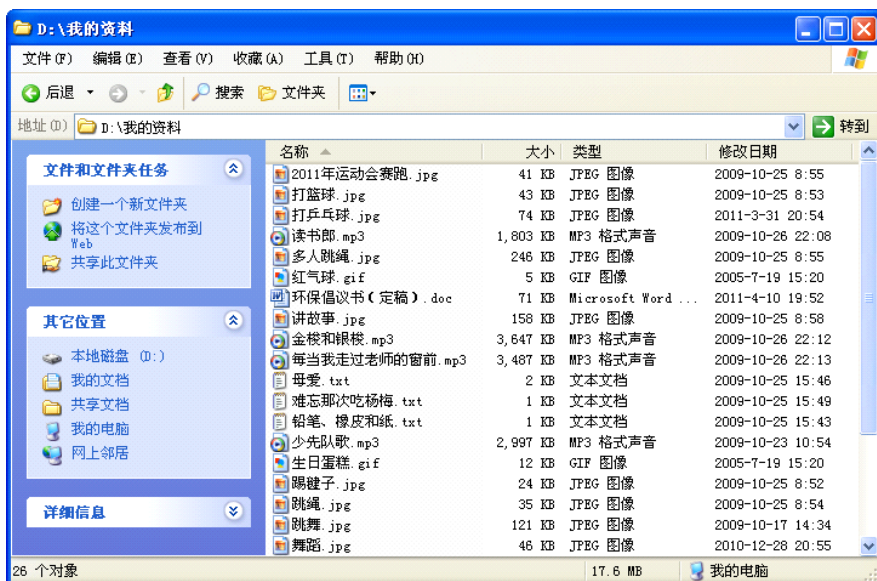 D:\我的资料
文件(F) 编辑(E) 查看(V) 收藏(A) 工具(T) 帮助(H)
后退 搜索 文件夹
地址(D) D:\我的资料 转到
文件和文件夹任务
创建一个新文件夹
将这个文件夹发布到
Web
共享此文件夹
其它位置
本地磁盘 (D:)
我的文档
共享文档
我的电脑
网上邻居
详细信息
名称 大小 类型 修改日期
2011年运动会赛跑.jpg 41 KB JPEG 图像 2009-10-25 8:55
打篮球.jpg 43 KB JPEG 图像 2009-10-25 8:53
打乒乓球.jpg 74 KB JPEG 图像 2011-3-31 20:54
读书郎.mp3 1,803 KB MP3 格式声音 2009-10-26 22:08
多人跳绳.jpg 246 KB JPEG 图像 2009-10-25 8:55
红气球.gif 5 KB GIF 图像 2005-7-19 15:20
环保倡议书(定稿).doc 71 KB Microsoft Word ... 2011-4-10 19:52
讲故事.jpg 158 KB JPEG 图像 2009-10-25 8:58
金梭和银梭.mp3 3,647 KB MP3 格式声音 2009-10-26 22:12
每当我走过老师的窗前.mp3 3,487 KB MP3 格式声音 2009-10-26 22:13
母爱.txt 2 KB 文本文档 2009-10-25 15:46
难忘那次吃杨梅.txt 1 KB 文本文档 2009-10-25 15:49
铅笔、橡皮和纸.txt 1 KB 文本文档 2009-10-25 15:43
少先队歌.mp3 2,997 KB MP3 格式声音 2009-10-23 10:54
生日蛋糕.gif 12 KB GIF 图像 2005-7-19 15:20
踢毽子.jpg 24 KB JPEG 图像 2009-10-25 8:52
跳绳.jpg 35 KB JPEG 图像 2009-10-25 8:54
跳舞.jpg 121 KB JPEG 图像 2009-10-17 14:34
舞蹈.jpg 46 KB JPEG 图像 2010-12-28 20:55
26 个对象 17.6 MB 我的电脑